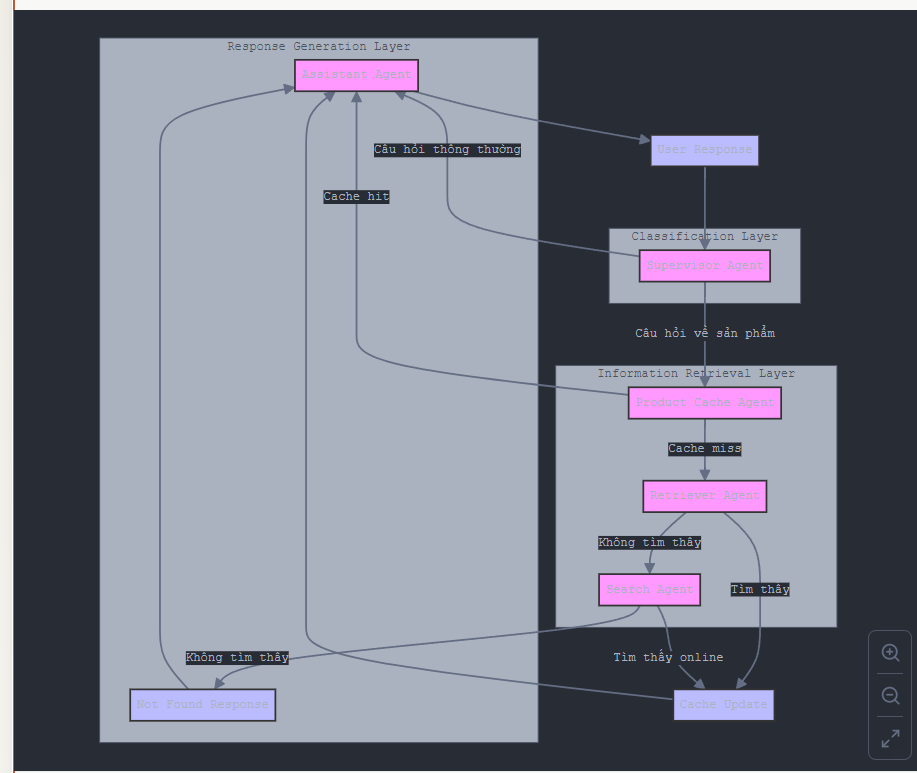 Response Generation Layer
Assistant Agent
Câu hỏi thông thường
User Response
Cache hit
Classification Layer
Supervisor Agent
Câu hỏi về sản phẩm
Information Retrieval Layer
Product Cache Agent
Cache miss
Retriever Agent
Không tìm thấy
Search Agent
Tìm thấy
Không tìm thấy
Tìm thấy online
Not Found Response
Cache Update